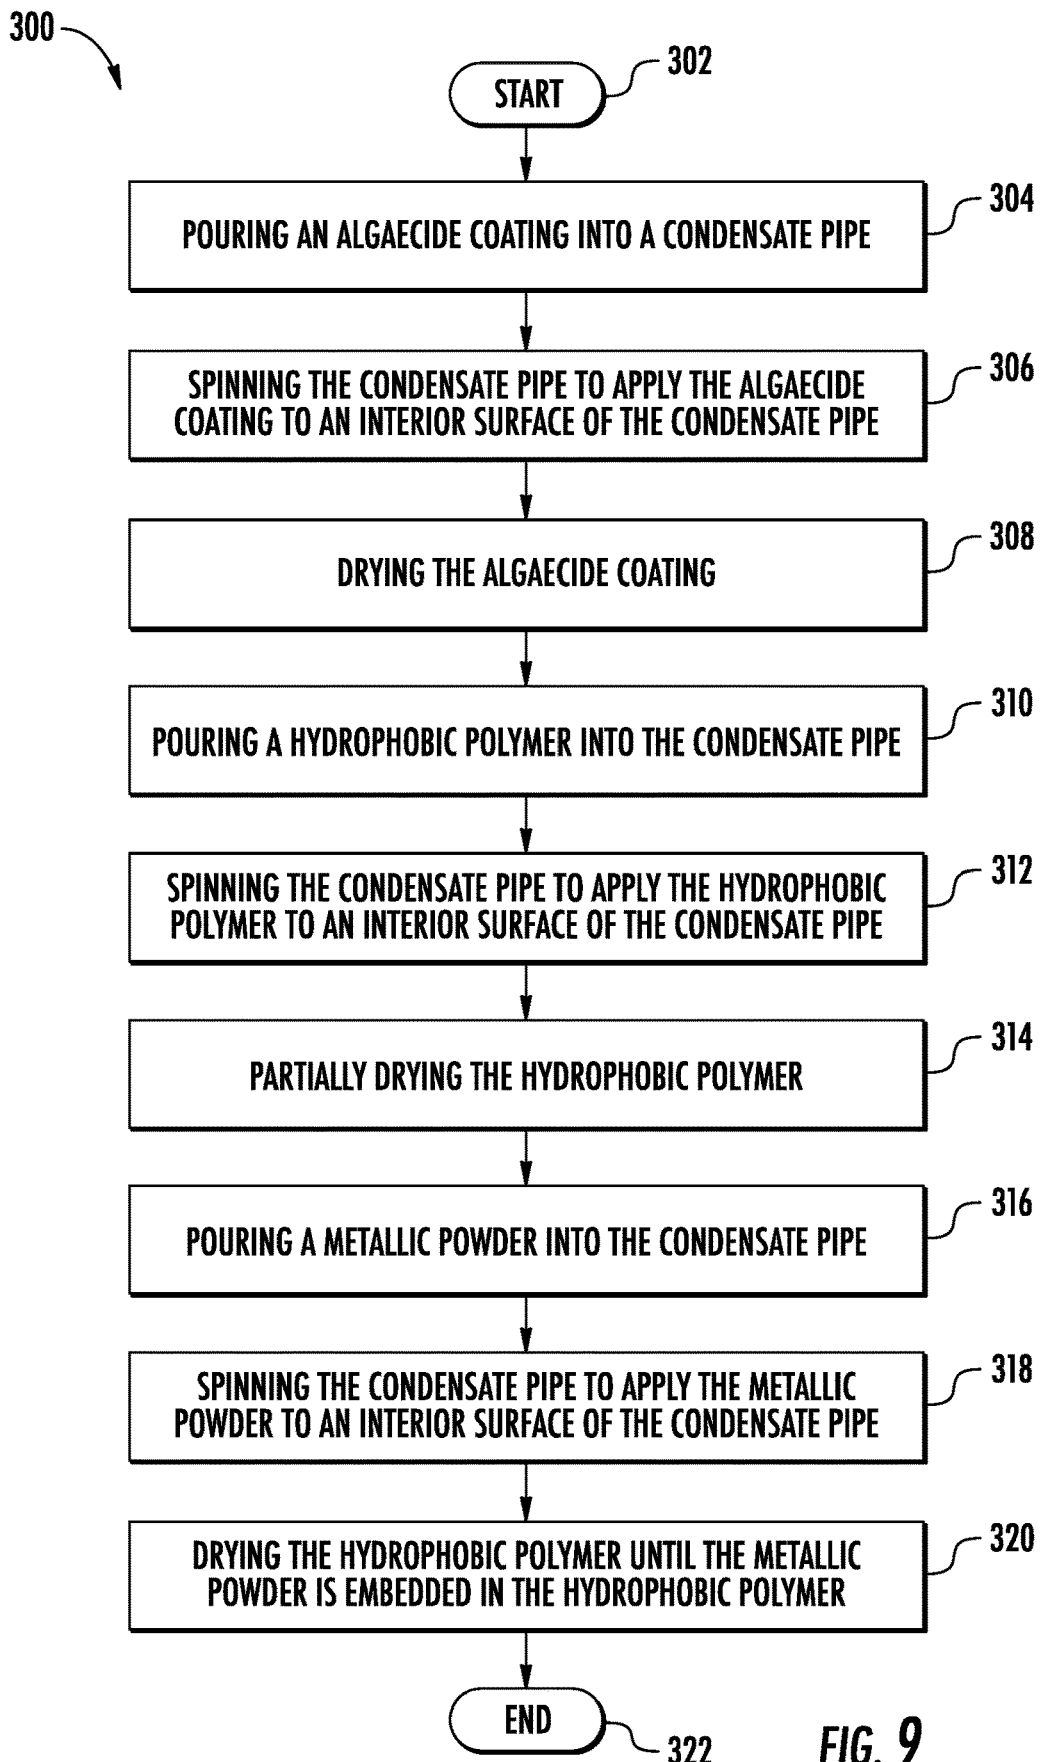 300
START
302
POURING AN ALGAECIDE COATING INTO A CONDENSATE PIPE
304
SPINNING THE CONDENSATE PIPE TO APPLY THE ALGAECIDE
COATING TO AN INTERIOR SURFACE OF THE CONDENSATE PIPE
306
DRYING THE ALGAECIDE COATING
308
POURING A HYDROPHOBIC POLYMER INTO THE CONDENSATE PIPE
310
SPINNING THE CONDENSATE PIPE TO APPLY THE HYDROPHOBIC
POLYMER TO AN INTERIOR SURFACE OF THE CONDENSATE PIPE
312
PARTIALLY DRYING THE HYDROPHOBIC POLYMER
314
POURING A METALLIC POWDER INTO THE CONDENSATE PIPE
316
SPINNING THE CONDENSATE PIPE TO APPLY THE METALLIC
POWDER TO AN INTERIOR SURFACE OF THE CONDENSATE PIPE
318
DRYING THE HYDROPHOBIC POLYMER UNTIL THE METALLIC
POWDER IS EMBEDDED IN THE HYDROPHOBIC POLYMER
320
END
322
FIG. 9